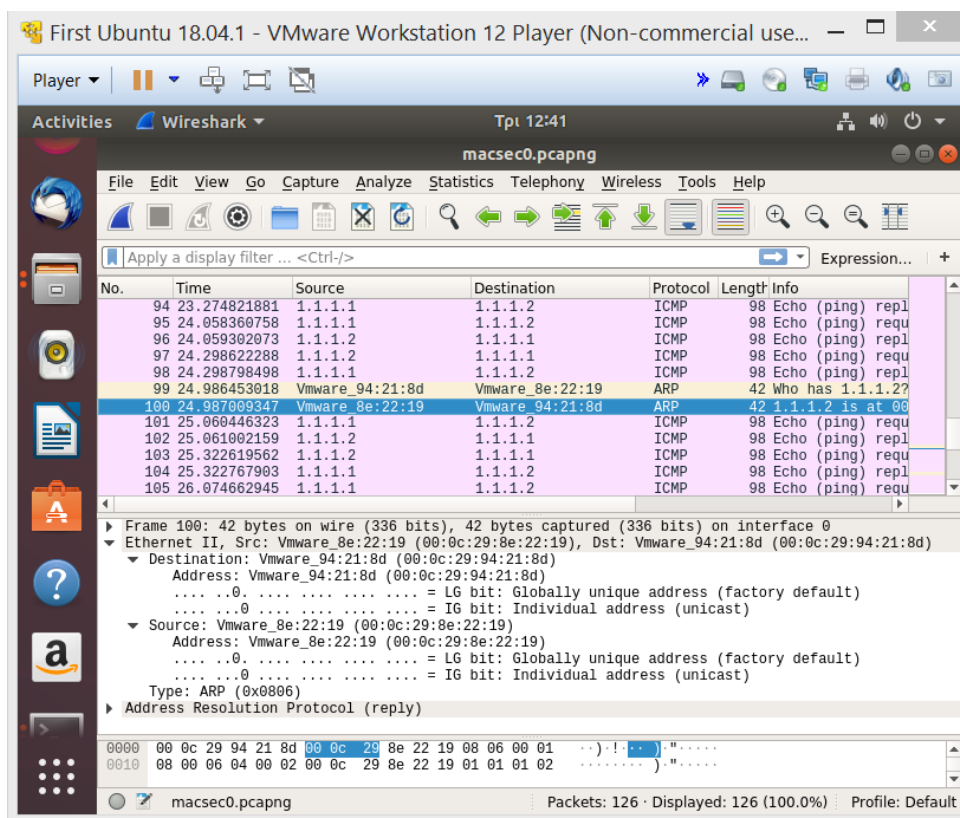 First Ubuntu 18.04.1 - VMware Workstation 12 Player (Non-commercial use...
Player
Activities Wireshark Τρι 12:41
macsec0.pcapng
File Edit View Go Capture Analyze Statistics Telephony Wireless Tools Help
Apply a display filter ... <Ctrl-/> Expression... +
No. Time Source Destination Protocol Length Info
94 23.274821881 1.1.1.1 1.1.1.2 ICMP 98 Echo (ping) repl
95 24.058360758 1.1.1.1 1.1.1.2 ICMP 98 Echo (ping) requ
96 24.059302073 1.1.1.2 1.1.1.1 ICMP 98 Echo (ping) repl
97 24.298622288 1.1.1.2 1.1.1.1 ICMP 98 Echo (ping) requ
98 24.298798498 1.1.1.1 1.1.1.2 ICMP 98 Echo (ping) repl
99 24.986453018 Vmware_94:21:8d Vmware_8e:22:19 ARP 42 Who has 1.1.1.2?
100 24.987009347 Vmware_8e:22:19 Vmware_94:21:8d ARP 42 1.1.1.2 is at 00
101 25.060446323 1.1.1.1 1.1.1.2 ICMP 98 Echo (ping) requ
102 25.061002159 1.1.1.2 1.1.1.1 ICMP 98 Echo (ping) repl
103 25.322619562 1.1.1.2 1.1.1.1 ICMP 98 Echo (ping) requ
104 25.322767903 1.1.1.1 1.1.1.2 ICMP 98 Echo (ping) repl
105 26.074662945 1.1.1.1 1.1.1.2 ICMP 98 Echo (ping) requ
Frame 100: 42 bytes on wire (336 bits), 42 bytes captured (336 bits) on interface 0
Ethernet II, Src: Vmware_8e:22:19 (00:0c:29:8e:22:19), Dst: Vmware_94:21:8d (00:0c:29:94:21:8d)
Destination: Vmware_94:21:8d (00:0c:29:94:21:8d)
Address: Vmware_94:21:8d (00:0c:29:94:21:8d)
.... ..0. .... .... .... .... = LG bit: Globally unique address (factory default)
.... ...0 .... .... .... .... = IG bit: Individual address (unicast)
Source: Vmware_8e:22:19 (00:0c:29:8e:22:19)
Address: Vmware_8e:22:19 (00:0c:29:8e:22:19)
.... ..0. .... .... .... .... = LG bit: Globally unique address (factory default)
.... ...0 .... .... .... .... = IG bit: Individual address (unicast)
Type: ARP (0x0806)
Address Resolution Protocol (reply)
0000 00 0c 29 94 21 8d 00 0c 29 8e 22 19 08 06 00 01 ··)·!··· )·"·····
0010 08 00 06 04 00 02 00 0c 29 8e 22 19 01 01 01 02 ········ )·"·····
macsec0.pcapng Packets: 126 · Displayed: 126 (100.0%) Profile: Default